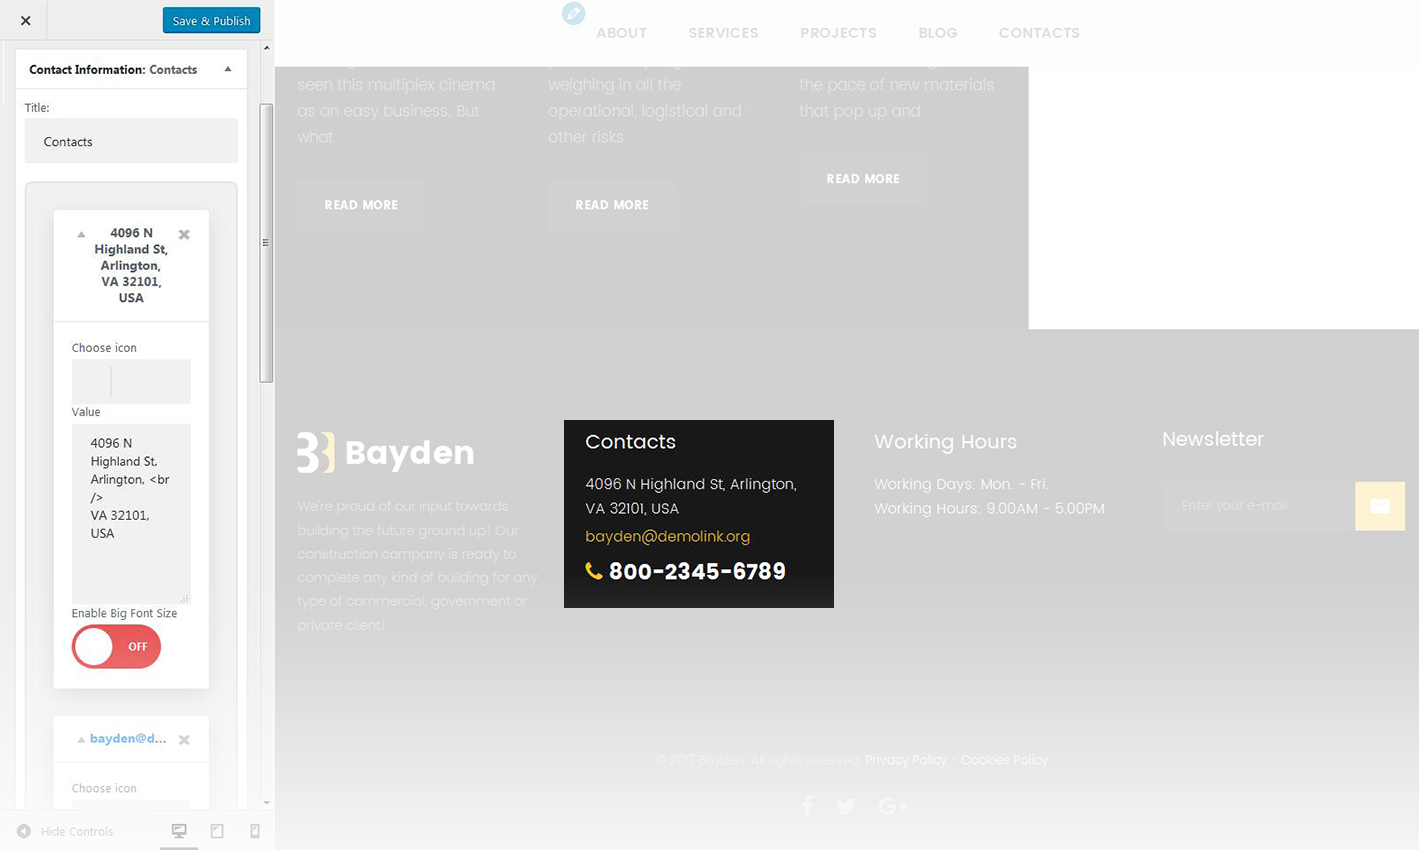 Save & Publish
Contact Information: Contacts
Title:
Contacts
4096 N
Highland St,
Arlington,
VA 32101,
USA
Choose icon
Value
4096 N
Highland St,
Arlington, <br
/>
VA 32101,
USA
Enable Big Font Size
OFF
bayden@d...
Choose icon
Hide Controls
ABOUT SERVICES PROJECTS BLOG CONTACTS
seen this multiplex cinema
as an easy business. But
what
READ MORE
weighing in all the
operational, logistical and
other risks
READ MORE
the pace of new materials
that pop up and
READ MORE
Bayden
We're proud of our input towards
building the future ground up! Our
construction company is ready to
complete any kind of building for any
type of commercial, government or
private client!
Contacts
4096 N Highland St, Arlington,
VA 32101, USA
bayden@demolink.org
800-2345-6789
Working Hours
Working Days: Mon. - Fri.
Working Hours: 9.00AM - 5.00PM
Newsletter
Enter your e-mail
© 2017 Bayden. All rights reserved. Privacy Policy - Cookies Policy